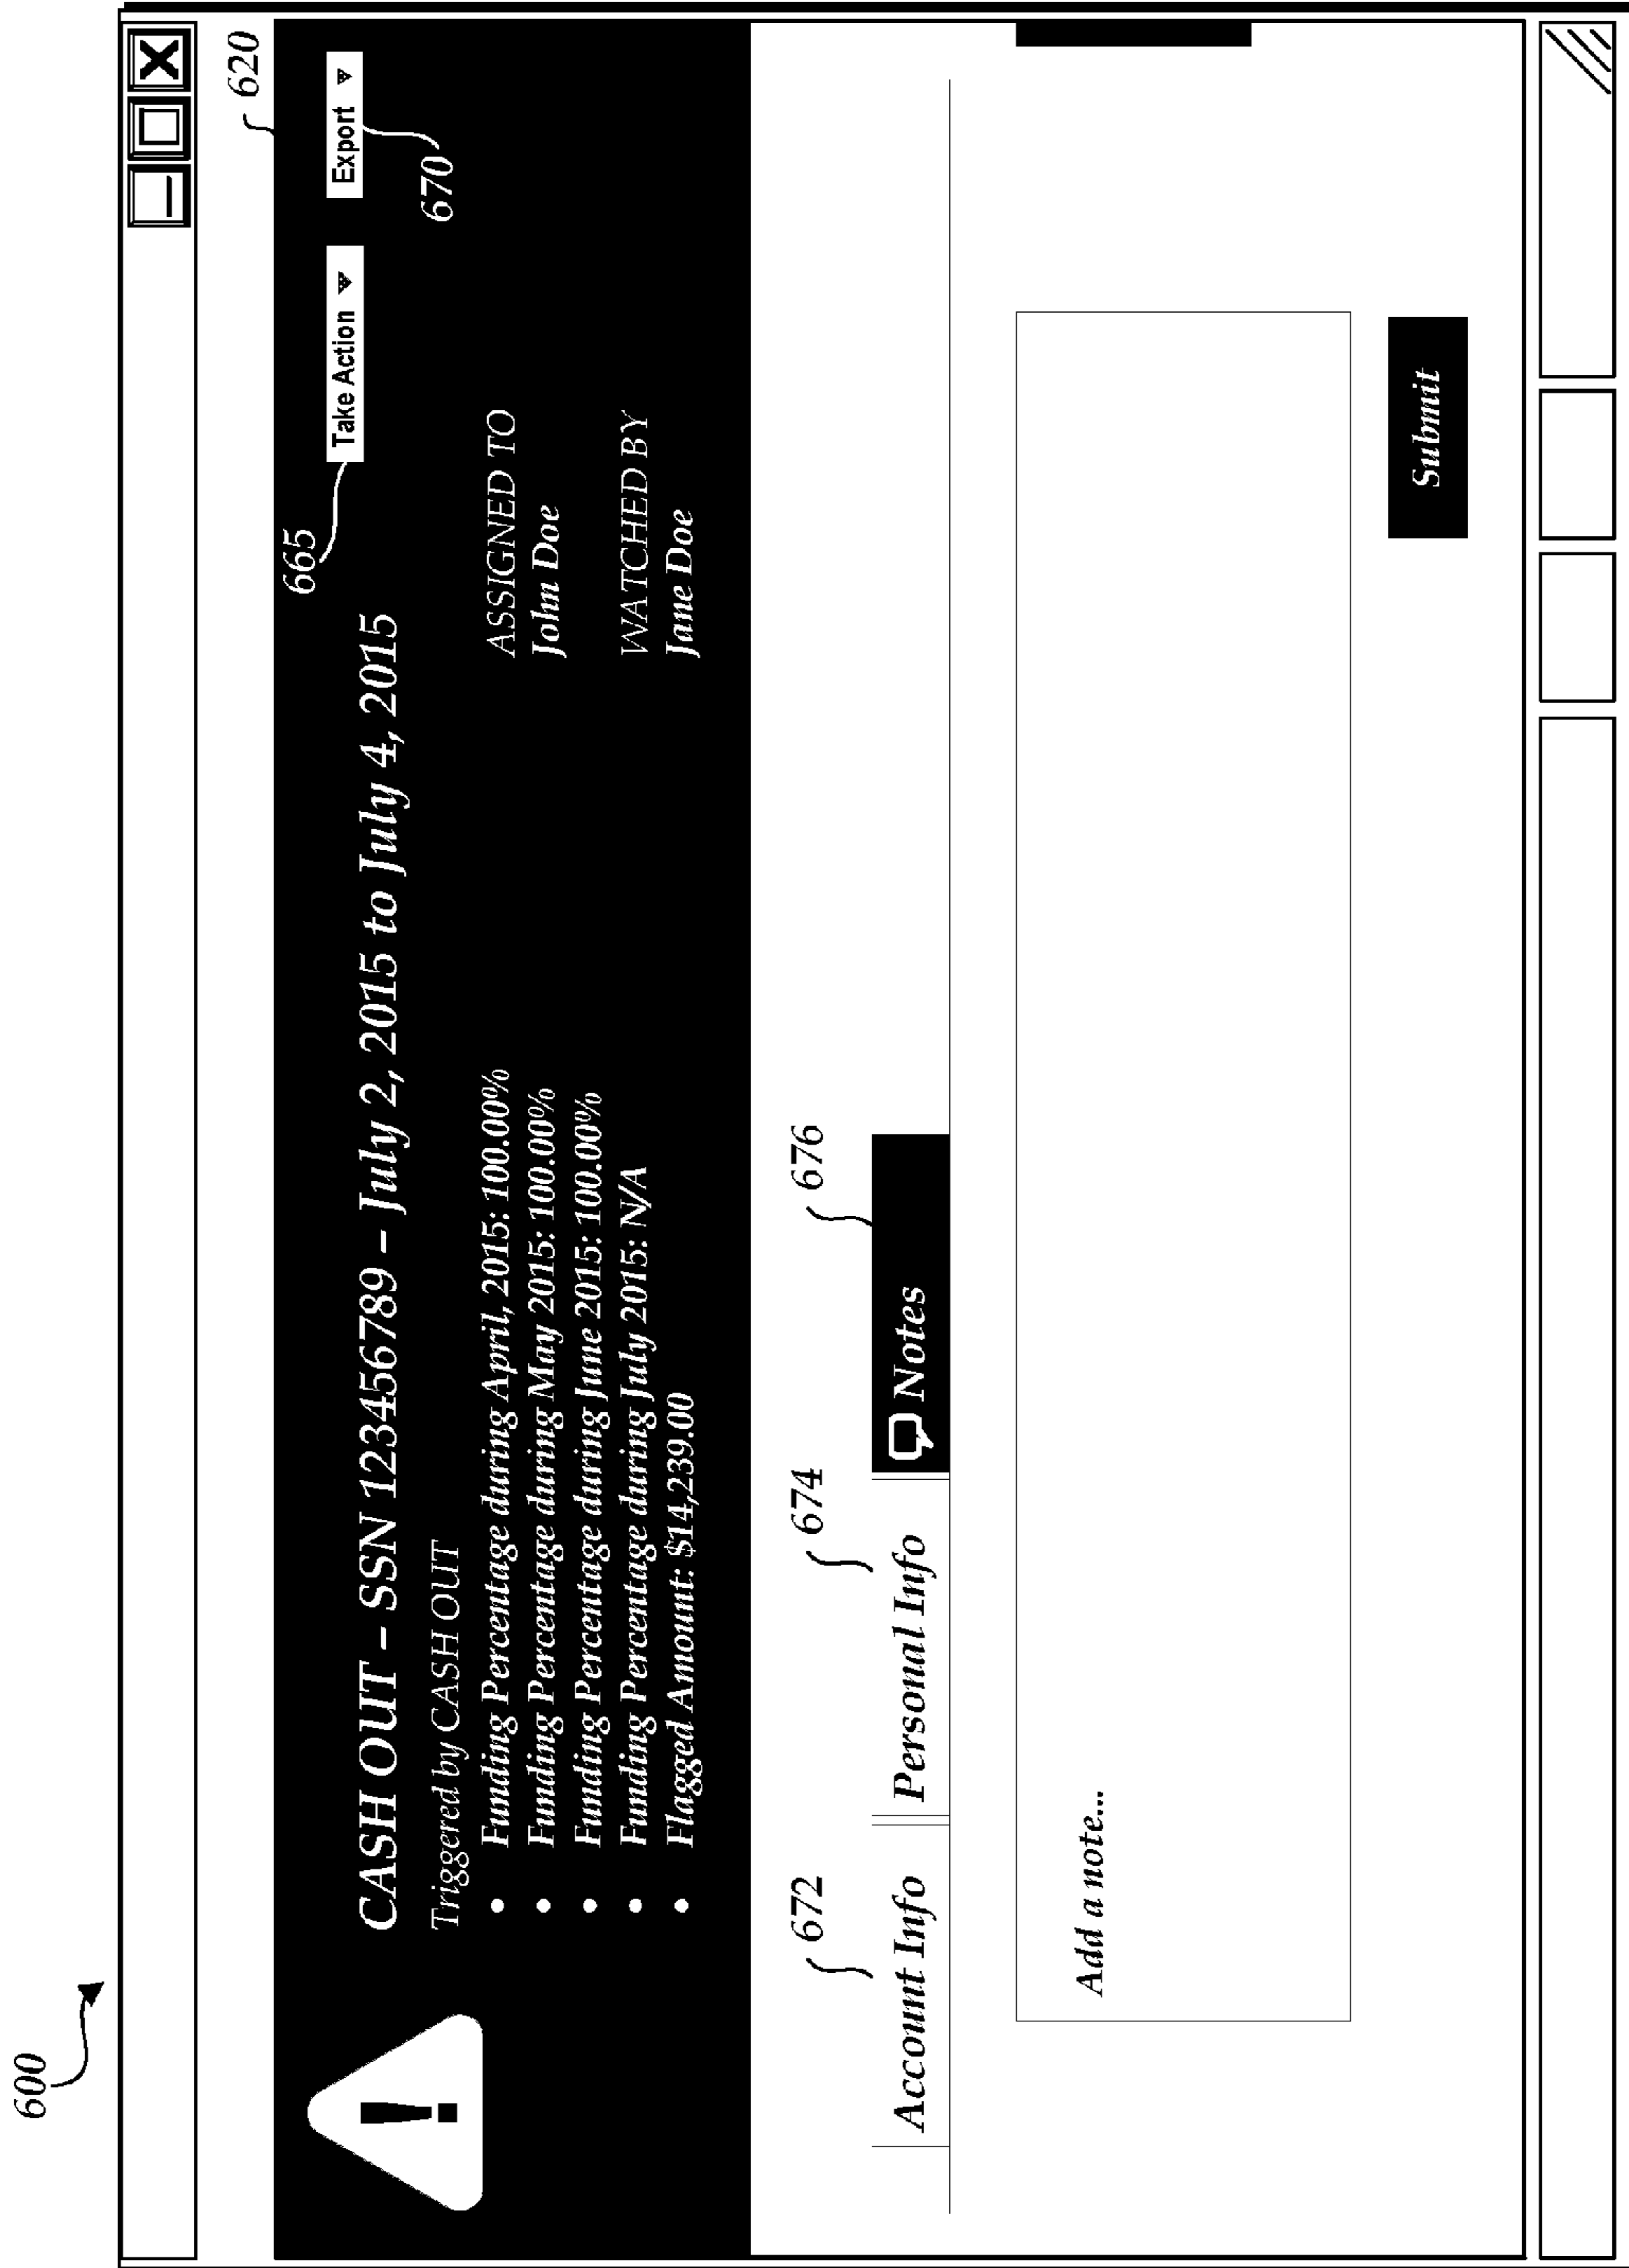 600
620
665
Take Action
Export
670
CASH OUT – SSN 123456789 – July 2, 2015 to July 4, 2015
Triggered by CASH OUT
• Funding Percentage during April, 2015: 100.00%
• Funding Percentage during May 2015: 100.00%
• Funding Percentage during June 2015: 100.00%
• Funding Percentage during July 2015: N/A
• Flagged Amount: $14,239.00
ASSIGNED TO
John Doe
WATCHED BY
Jane Doe
672
674
676
Account Info
Personal Info
Notes
Add a note...
Submit